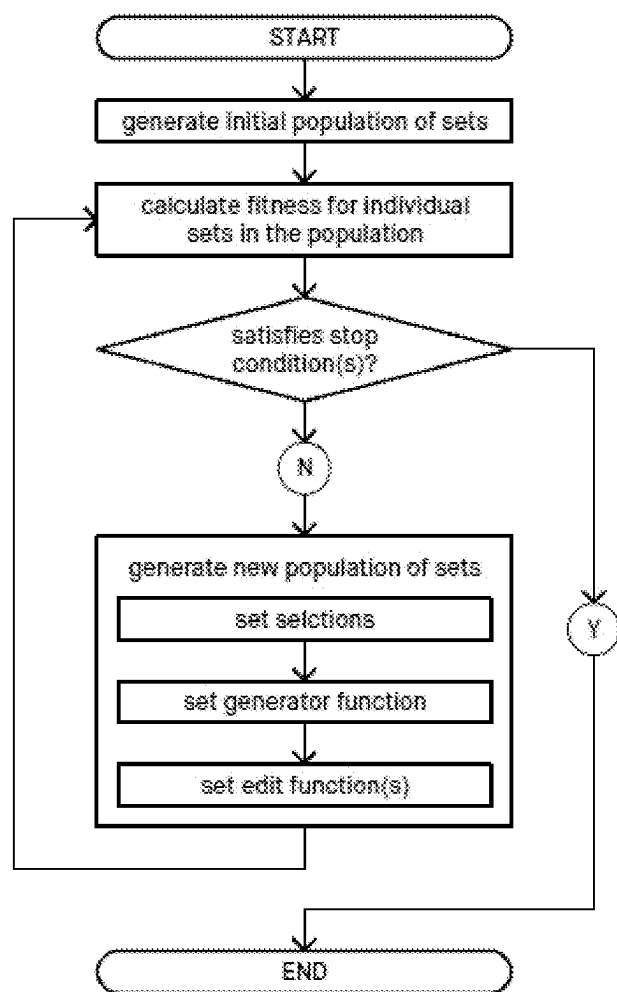 START
generate initial population of sets
calculate fitness for individual
sets in the population
satisfies stop
condition(s)?
N
generate new population of sets
set selctions
Y
set generator function
set edit function(s)
END